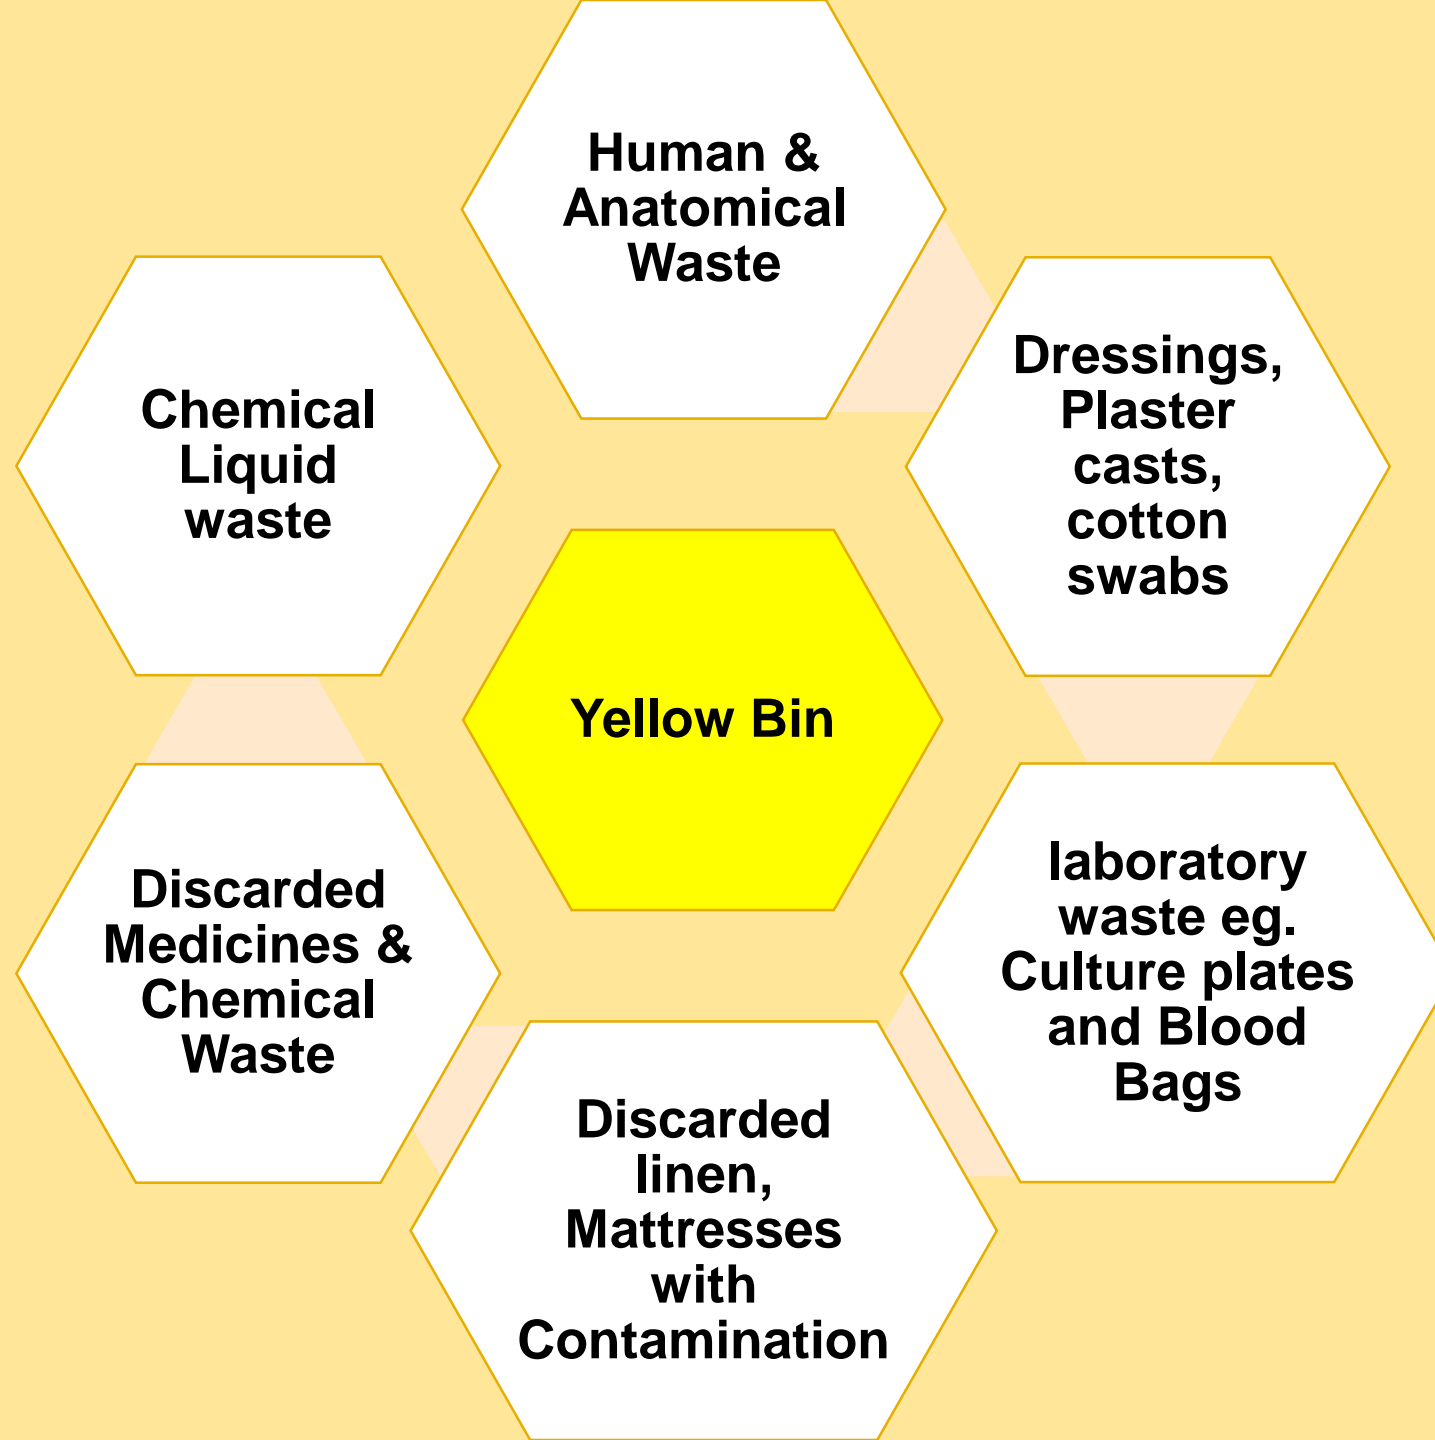 Human &
Anatomical
Waste
Dressings,
Plaster
casts,
cotton
swabs
laboratory
waste eg.
Culture plates
and Blood
Bags
Discarded
linen,
Mattresses
with
Contamination
Discarded
Medicines &
Chemical
Waste
Chemical
Liquid
waste
Yellow Bin